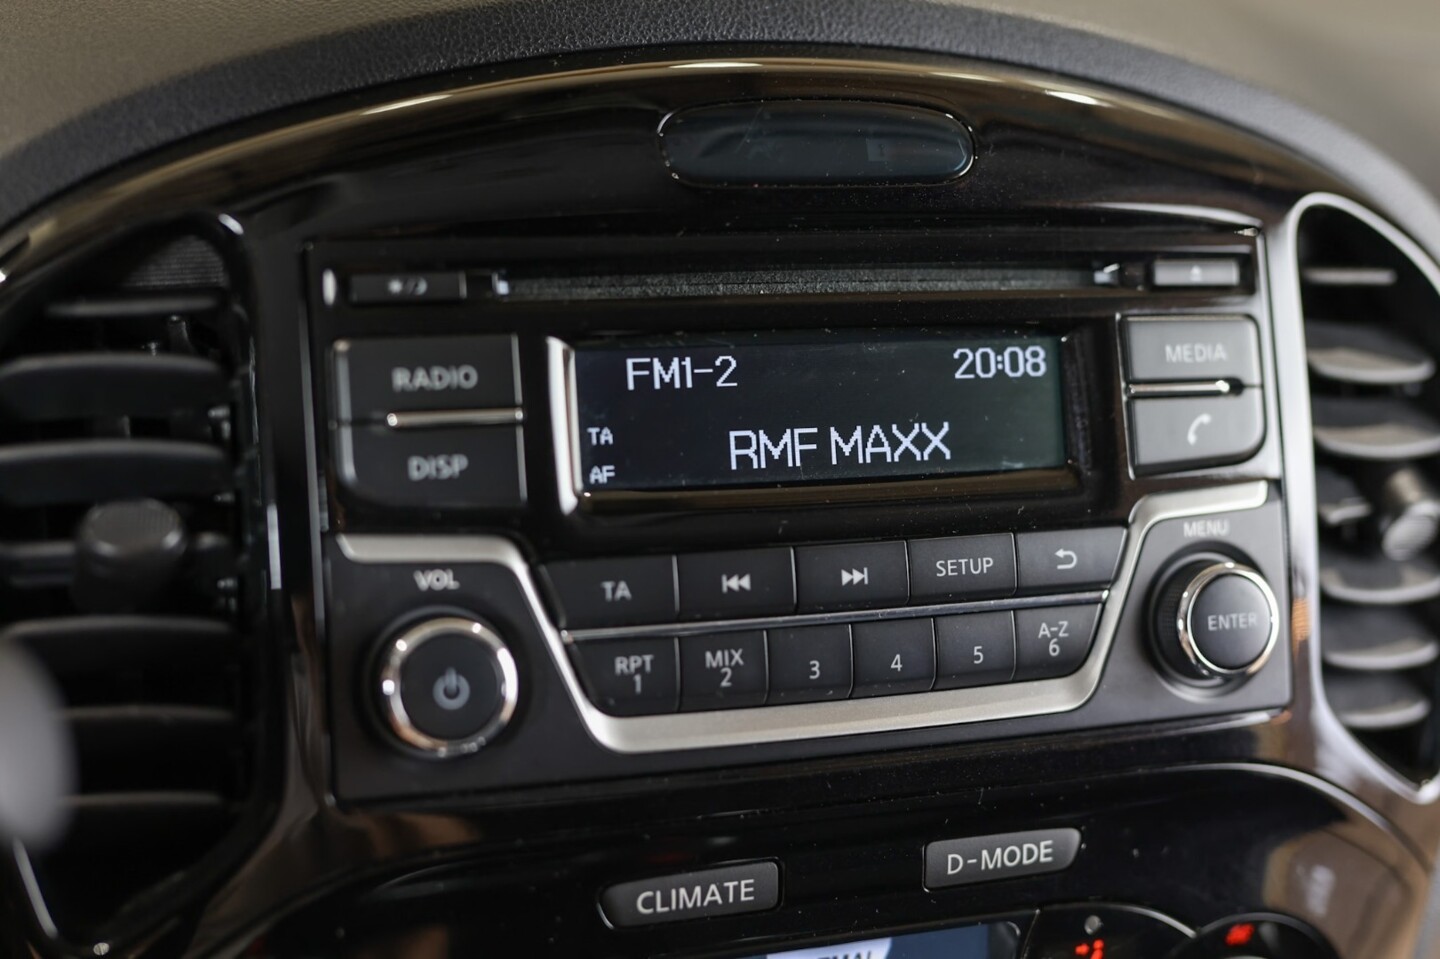 RADIO
DISP
FM1-2
20:08
TA
RMF MAXX
AF
MEDIA
VOL
MENU
TA
SETUP
RPT
1
MIX
2
3
4
5
A-Z
6
ENTER
CLIMATE
D-MODE